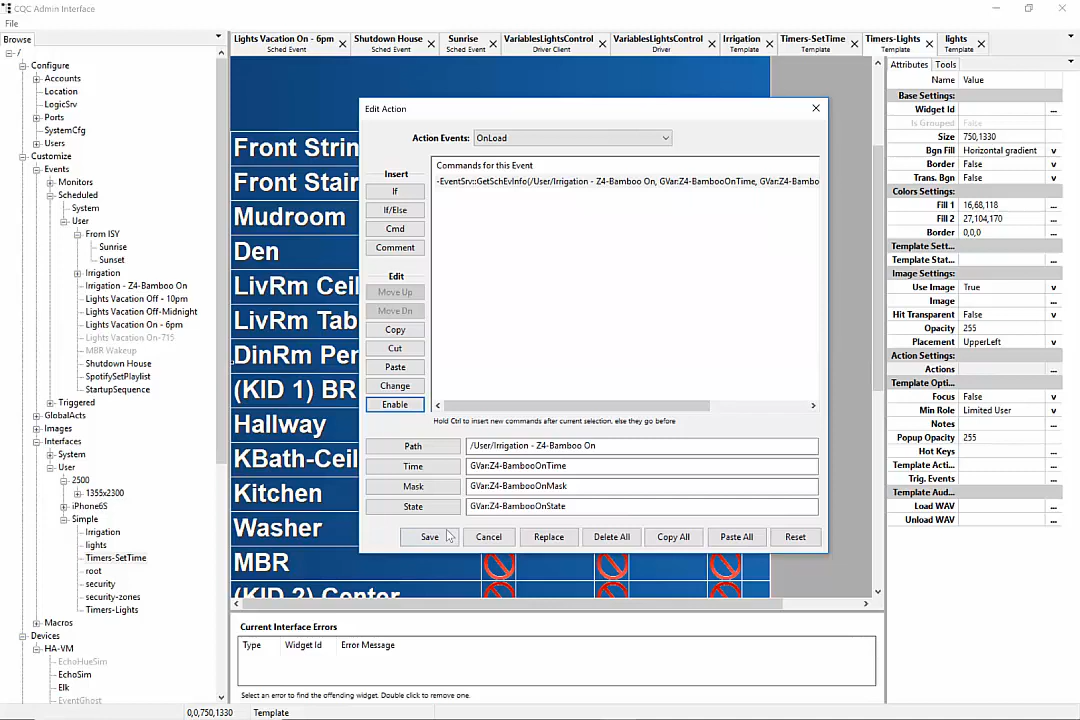 CQC Admin Interface
File
Browse
/
Configure
Accounts
Location
LogicSrv
Ports
SystemCfg
Users
Customize
Events
Monitors
Scheduled
System
User
From ISY
Sunrise
Sunset
Irrigation
Irrigation - Z4-Bamboo On
Lights Vacation Off - 10pm
Lights Vacation Off-Midnight
Lights Vacation On - 6pm
Lights Vacation On-715
MBR Wakeup
Shutdown House
SpotifySetPlaylist
StartupSequence
Triggered
GlobalActs
Images
Interfaces
System
User
2500
1355x2300
iPhone6S
Simple
Irrigation
lights
Timers-SetTime
root
security
security-zones
Timers-Lights
Macros
Devices
HA-VM
EchoHueSim
EchoSim
Elk
EventGhost
Lights Vacation On - 6pm
Sched Event
Shutdown House
Sched Event
Sunrise
Sched Event
VariablesLightsControl
Driver Client
VariablesLightsControl
Driver
Irrigation
Template
Timers-SetTime
Template
Timers-Lights
Template
lights
Template
Front Strin
Front Stair
Mudroom
Den
LivRm Ceil
LivRm Tab
DinRm Per
(KID 1) BR
Hallway
KBath-Ceil
Kitchen
Washer
MBR
(KID 2) Center
Edit Action
Action Events: OnLoad
Insert
If
If/Else
Cmd
Comment
Edit
Move Up
Move Dn
Copy
Cut
Paste
Change
Enable
Commands for this Event
-EventSrv::GetSchEvInfo(/User/Irrigation - Z4-Bamboo On, GVar:Z4-BambooOnTime, GVar:Z4-Bambo
Hold Ctrl to insert new commands after current selection, else they go before
Path /User/Irrigation - Z4-Bamboo On
Time GVar:Z4-BambooOnTime
Mask GVar:Z4-BambooOnMask
State GVar:Z4-BambooOnState
Save Cancel Replace Delete All Copy All Paste All Reset
Current Interface Errors
Type Widget Id Error Message
Select an error to find the offending widget. Double click to remove one.
0,0,750,1330 Template
Attributes Tools
Name Value
Base Settings:
Widget Id ...
Is Grouped False
Size 750,1330
Bgn Fill Horizontal gradient v
Border False v
Trans. Bgn False v
Colors Settings:
Fill 1 16,68,118 ...
Fill 2 27,104,170 ...
Border 0,0,0 ...
Template Sett...
Template Stat... ...
Image Settings:
Use Image True v
Image ...
Hit Transparent False v
Opacity 255
Placement UpperLeft v
Action Settings:
Actions ...
Template Opti...
Focus False v
Min Role Limited User v
Notes ...
Popup Opacity 255
Hot Keys ...
Template Acti...
Trig. Events ...
Template Aud...
Load WAV ...
Unload WAV ...